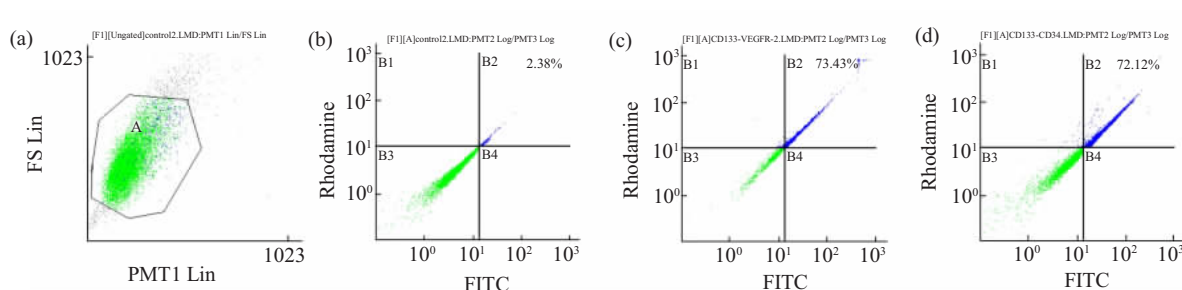 (a)
[F1][Ungated]control2.LMD:PMT1 Lin/FS Lin
1023
A
FS Lin
1023
PMT1 Lin
(b)
[F1][A]control2.LMD:PMT2 Log/PMT3 Log
10³
B1
B2
2.38%
10²
Rhodamine
10¹
B3
B4
10⁰
10⁰
10¹
10²
10³
FITC
(c)
[F1][A]CD133-VEGFR-2.LMD:PMT2 Log/PMT3 Log
10³
B1
B2
73.43%
10²
Rhodamine
10¹
B3
B4
10⁰
10⁰
10¹
10²
10³
FITC
(d)
[F1][A]CD133-CD34.LMD:PMT2 Log/PMT3 Log
10³
B1
B2
72.12%
10²
Rhodamine
10¹
B3
B4
10⁰
10⁰
10¹
10²
10³
FITC